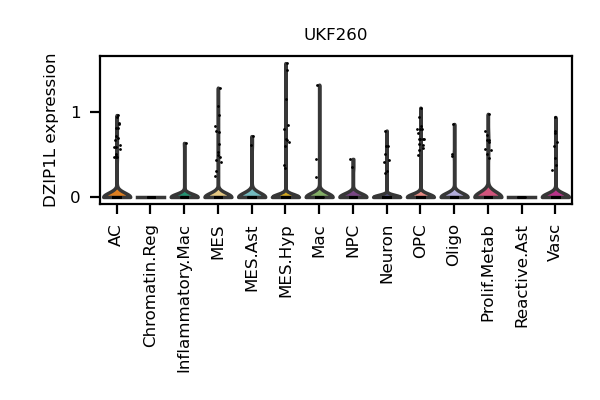 UKF260
DZIP1L expression
1
0
AC
Chromatin.Reg
Inflammatory.Mac
MES
MES.Ast
MES.Hyp
Mac
NPC
Neuron
OPC
Oligo
Prolif.Metab
Reactive.Ast
Vasc